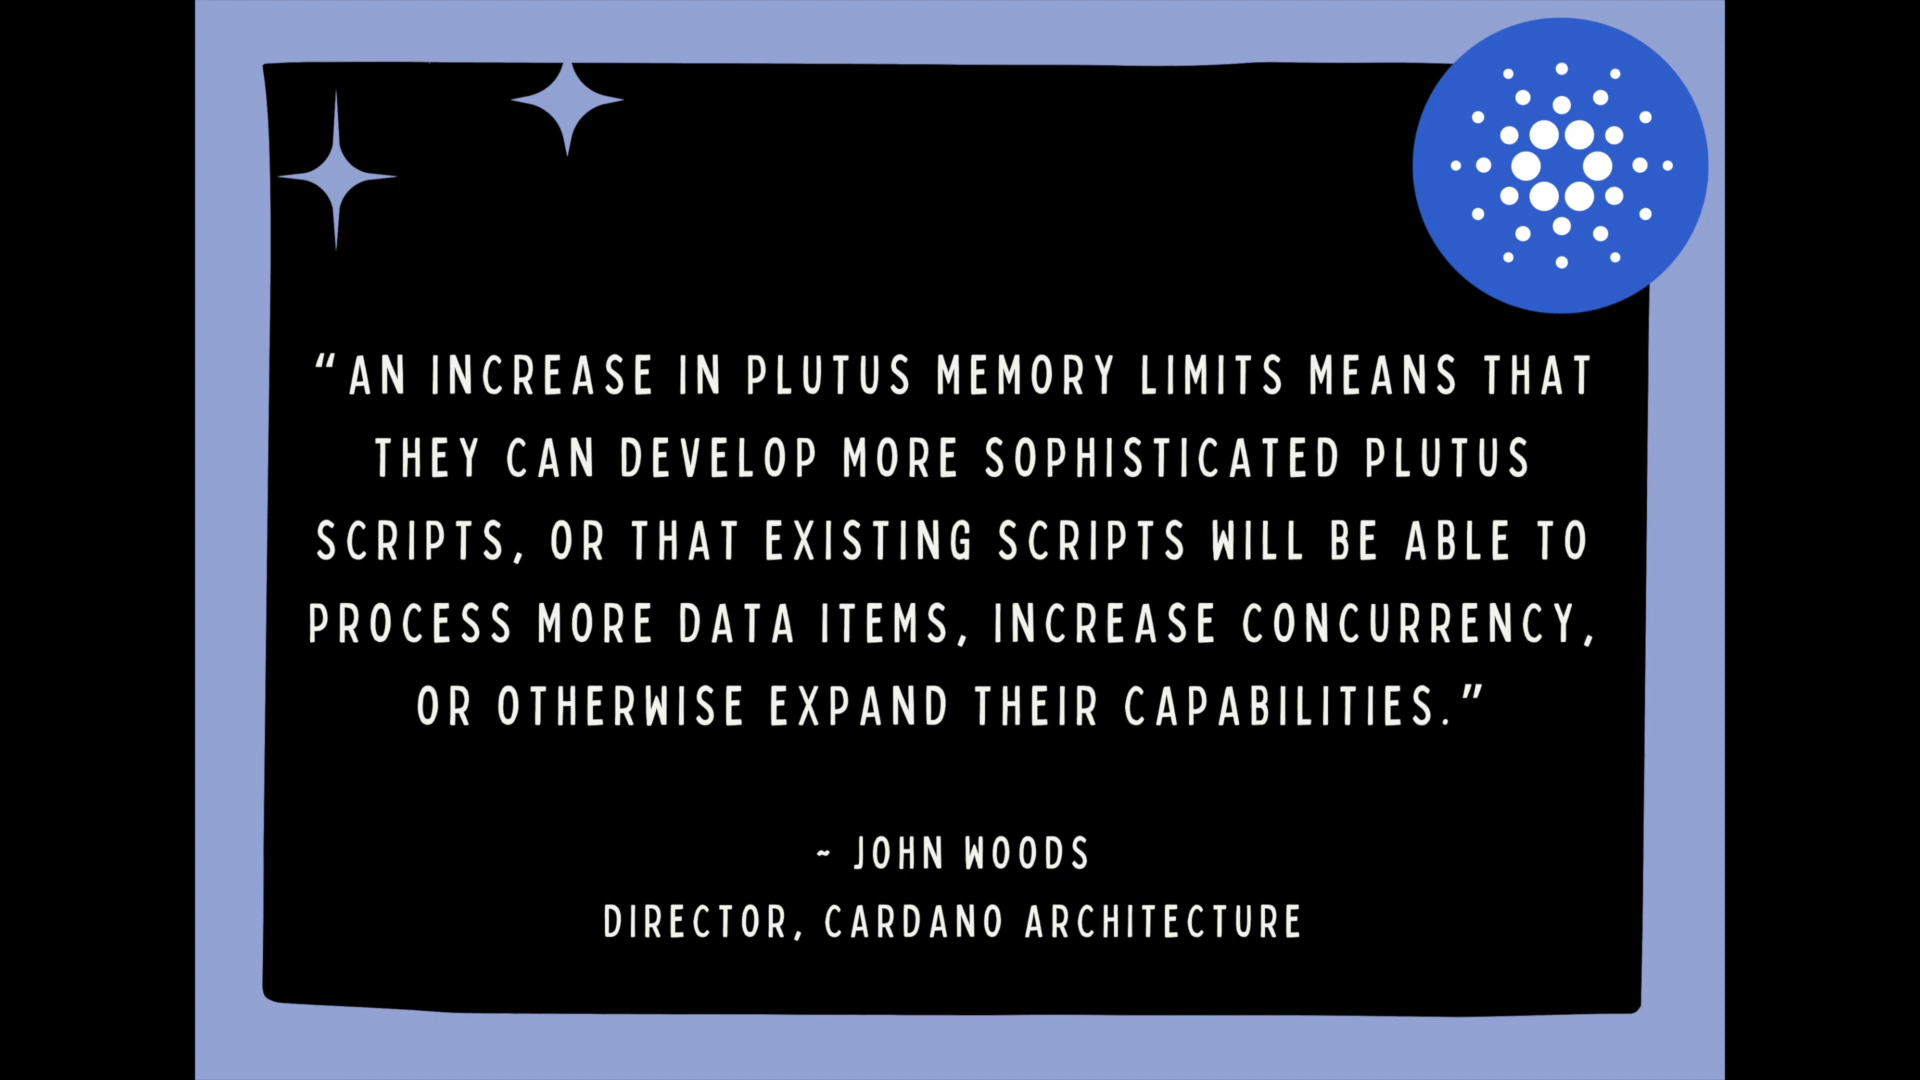 “AN INCREASE IN PLUTUS MEMORY LIMITS MEANS THAT
THEY CAN DEVELOP MORE SOPHISTICATED PLUTUS
SCRIPTS, OR THAT EXISTING SCRIPTS WILL BE ABLE TO
PROCESS MORE DATA ITEMS, INCREASE CONCURRENCY,
OR OTHERWISE EXPAND THEIR CAPABILITIES.”
~ JOHN WOODS
DIRECTOR, CARDANO ARCHITECTURE